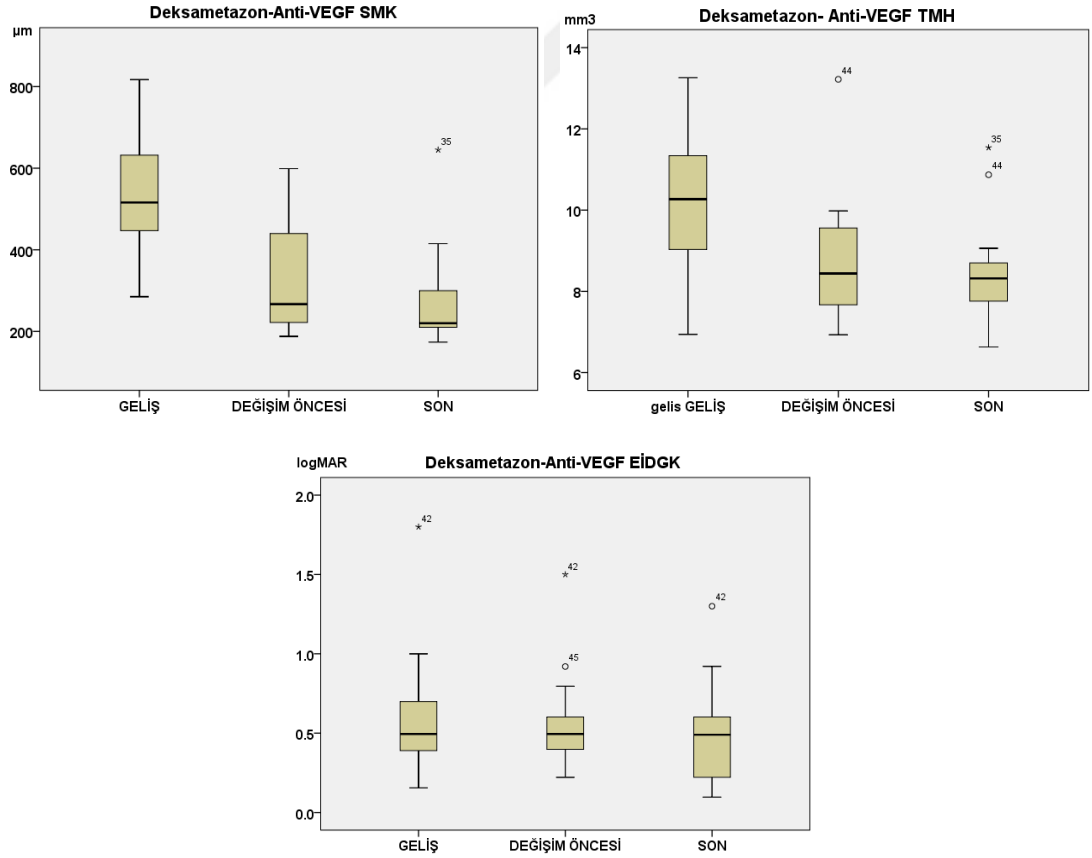 Deksametazon-Anti-VEGF SMK
µm
800
600
400
200
35
GELİŞ
DEĞİŞİM ÖNCESİ
SON
Deksametazon- Anti-VEGF TMH
mm3
14
12
10
8
6
44
35
44
gelis GELİŞ
DEĞİŞİM ÖNCESİ
SON
Deksametazon-Anti-VEGF EİDGK
logMAR
2.0
1.5
1.0
0.5
0.0
42
42
45
42
GELİŞ
DEĞİŞİM ÖNCESİ
SON